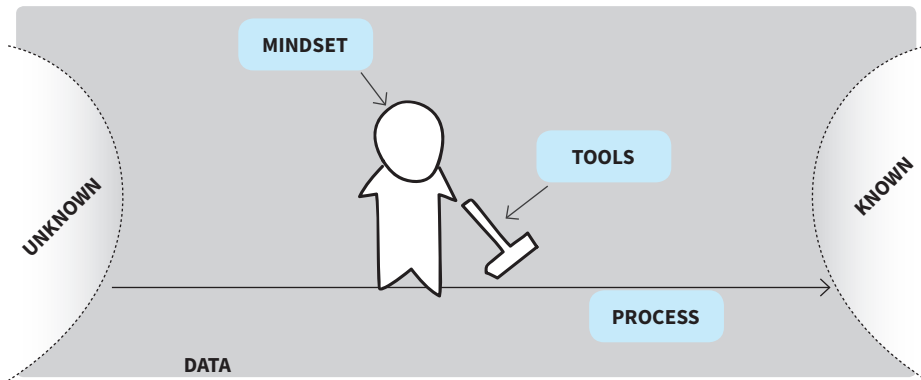 MINDSET
TOOLS
UNKNOWN
KNOWN
PROCESS
DATA